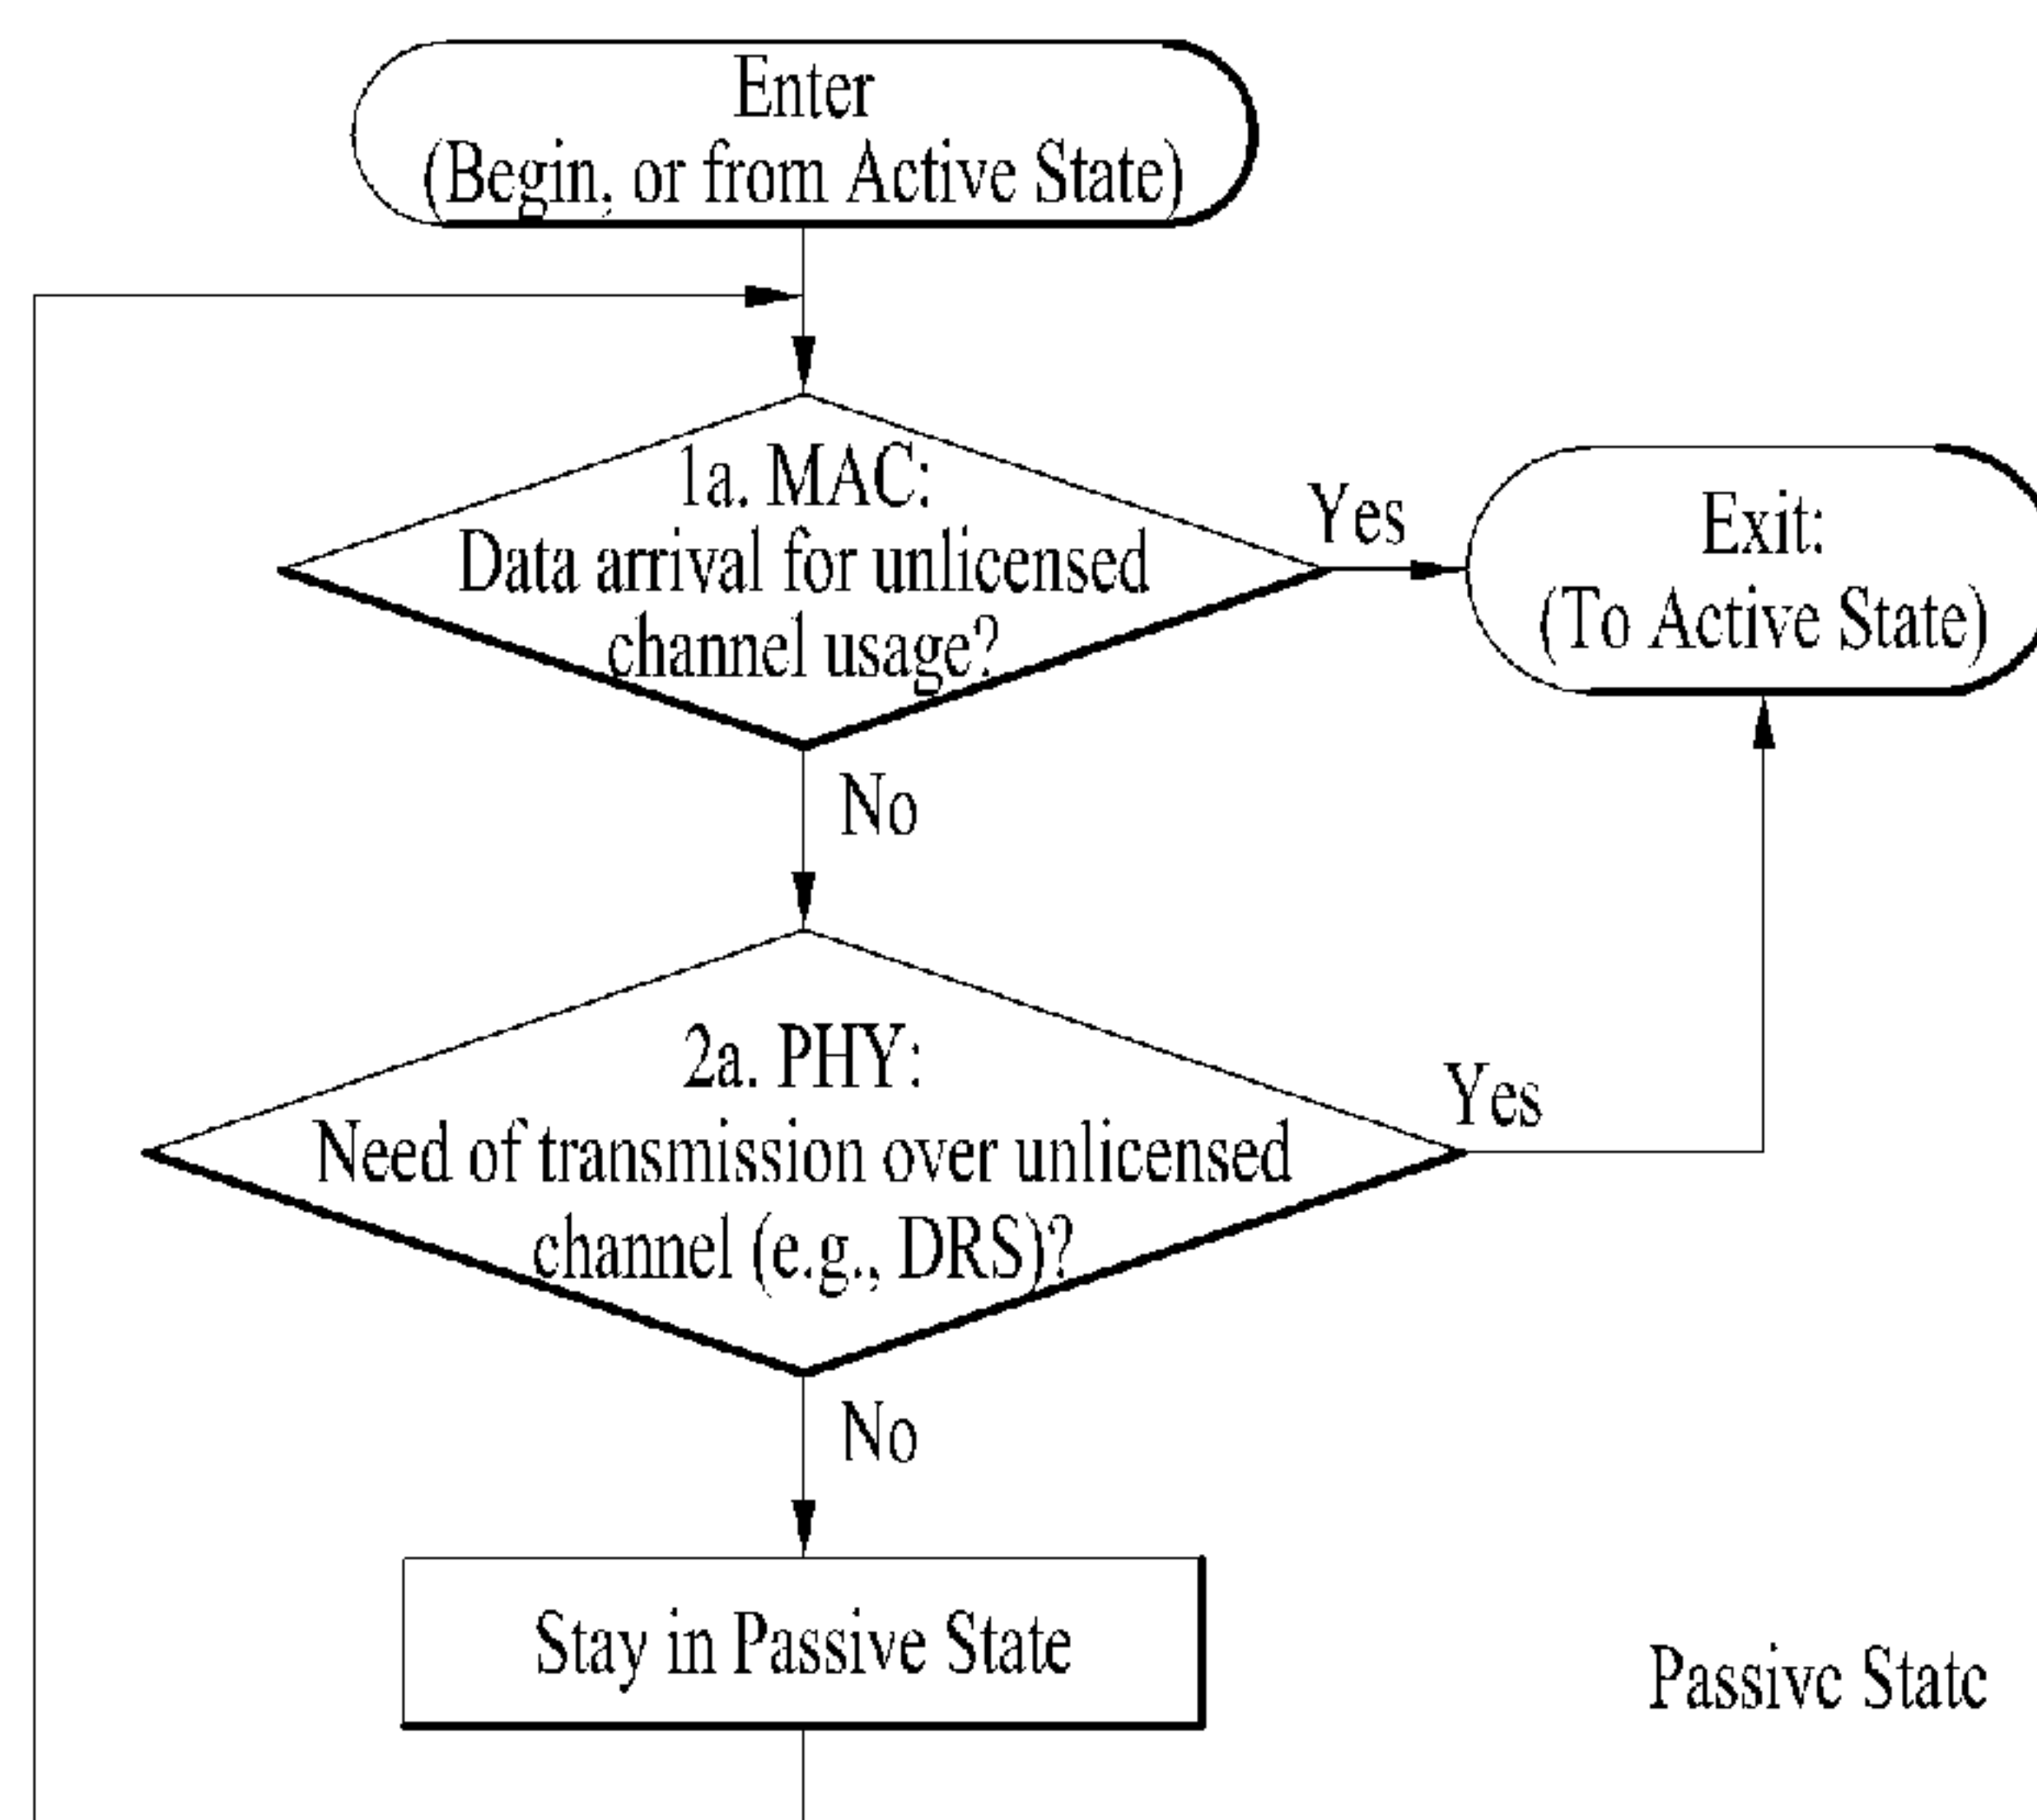 Enter
(Begin, or from Active State)
1a. MAC:
Data arrival for unlicensed
channel usage?
Yes
Exit:
(To Active State)
No
2a. PHY:
Need of transmission over unlicensed
channel (e.g., DRS)?
Yes
No
Stay in Passive State
Passive State